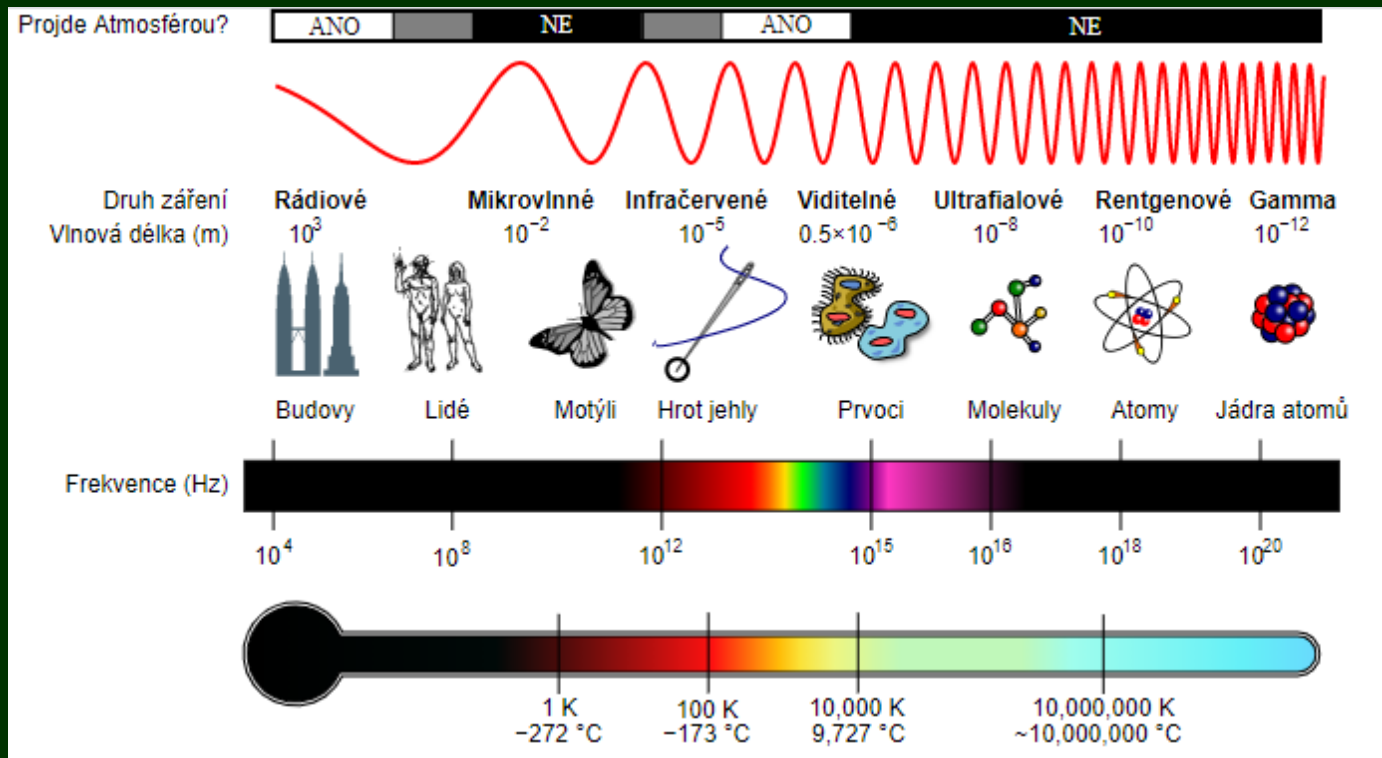 Projde Atmosférou? ANO NE ANO NE
Druh záření Rádiové Mikrovlnné Infračervené Viditelné Ultrafialové Rentgenové Gamma
Vlnová délka (m) 10³ 10⁻² 10⁻⁵ 0.5×10⁻⁶ 10⁻⁸ 10⁻¹⁰ 10⁻¹²
Budovy Lidé Motýli Hrot jehly Prvoci Molekuly Atomy Jádra atomů
Frekvence (Hz)
10⁴ 10⁸ 10¹² 10¹⁵ 10¹⁶ 10¹⁸ 10²⁰
1 K 100 K 10,000 K 10,000,000 K
−272 °C −173 °C 9,727 °C ~10,000,000 °C